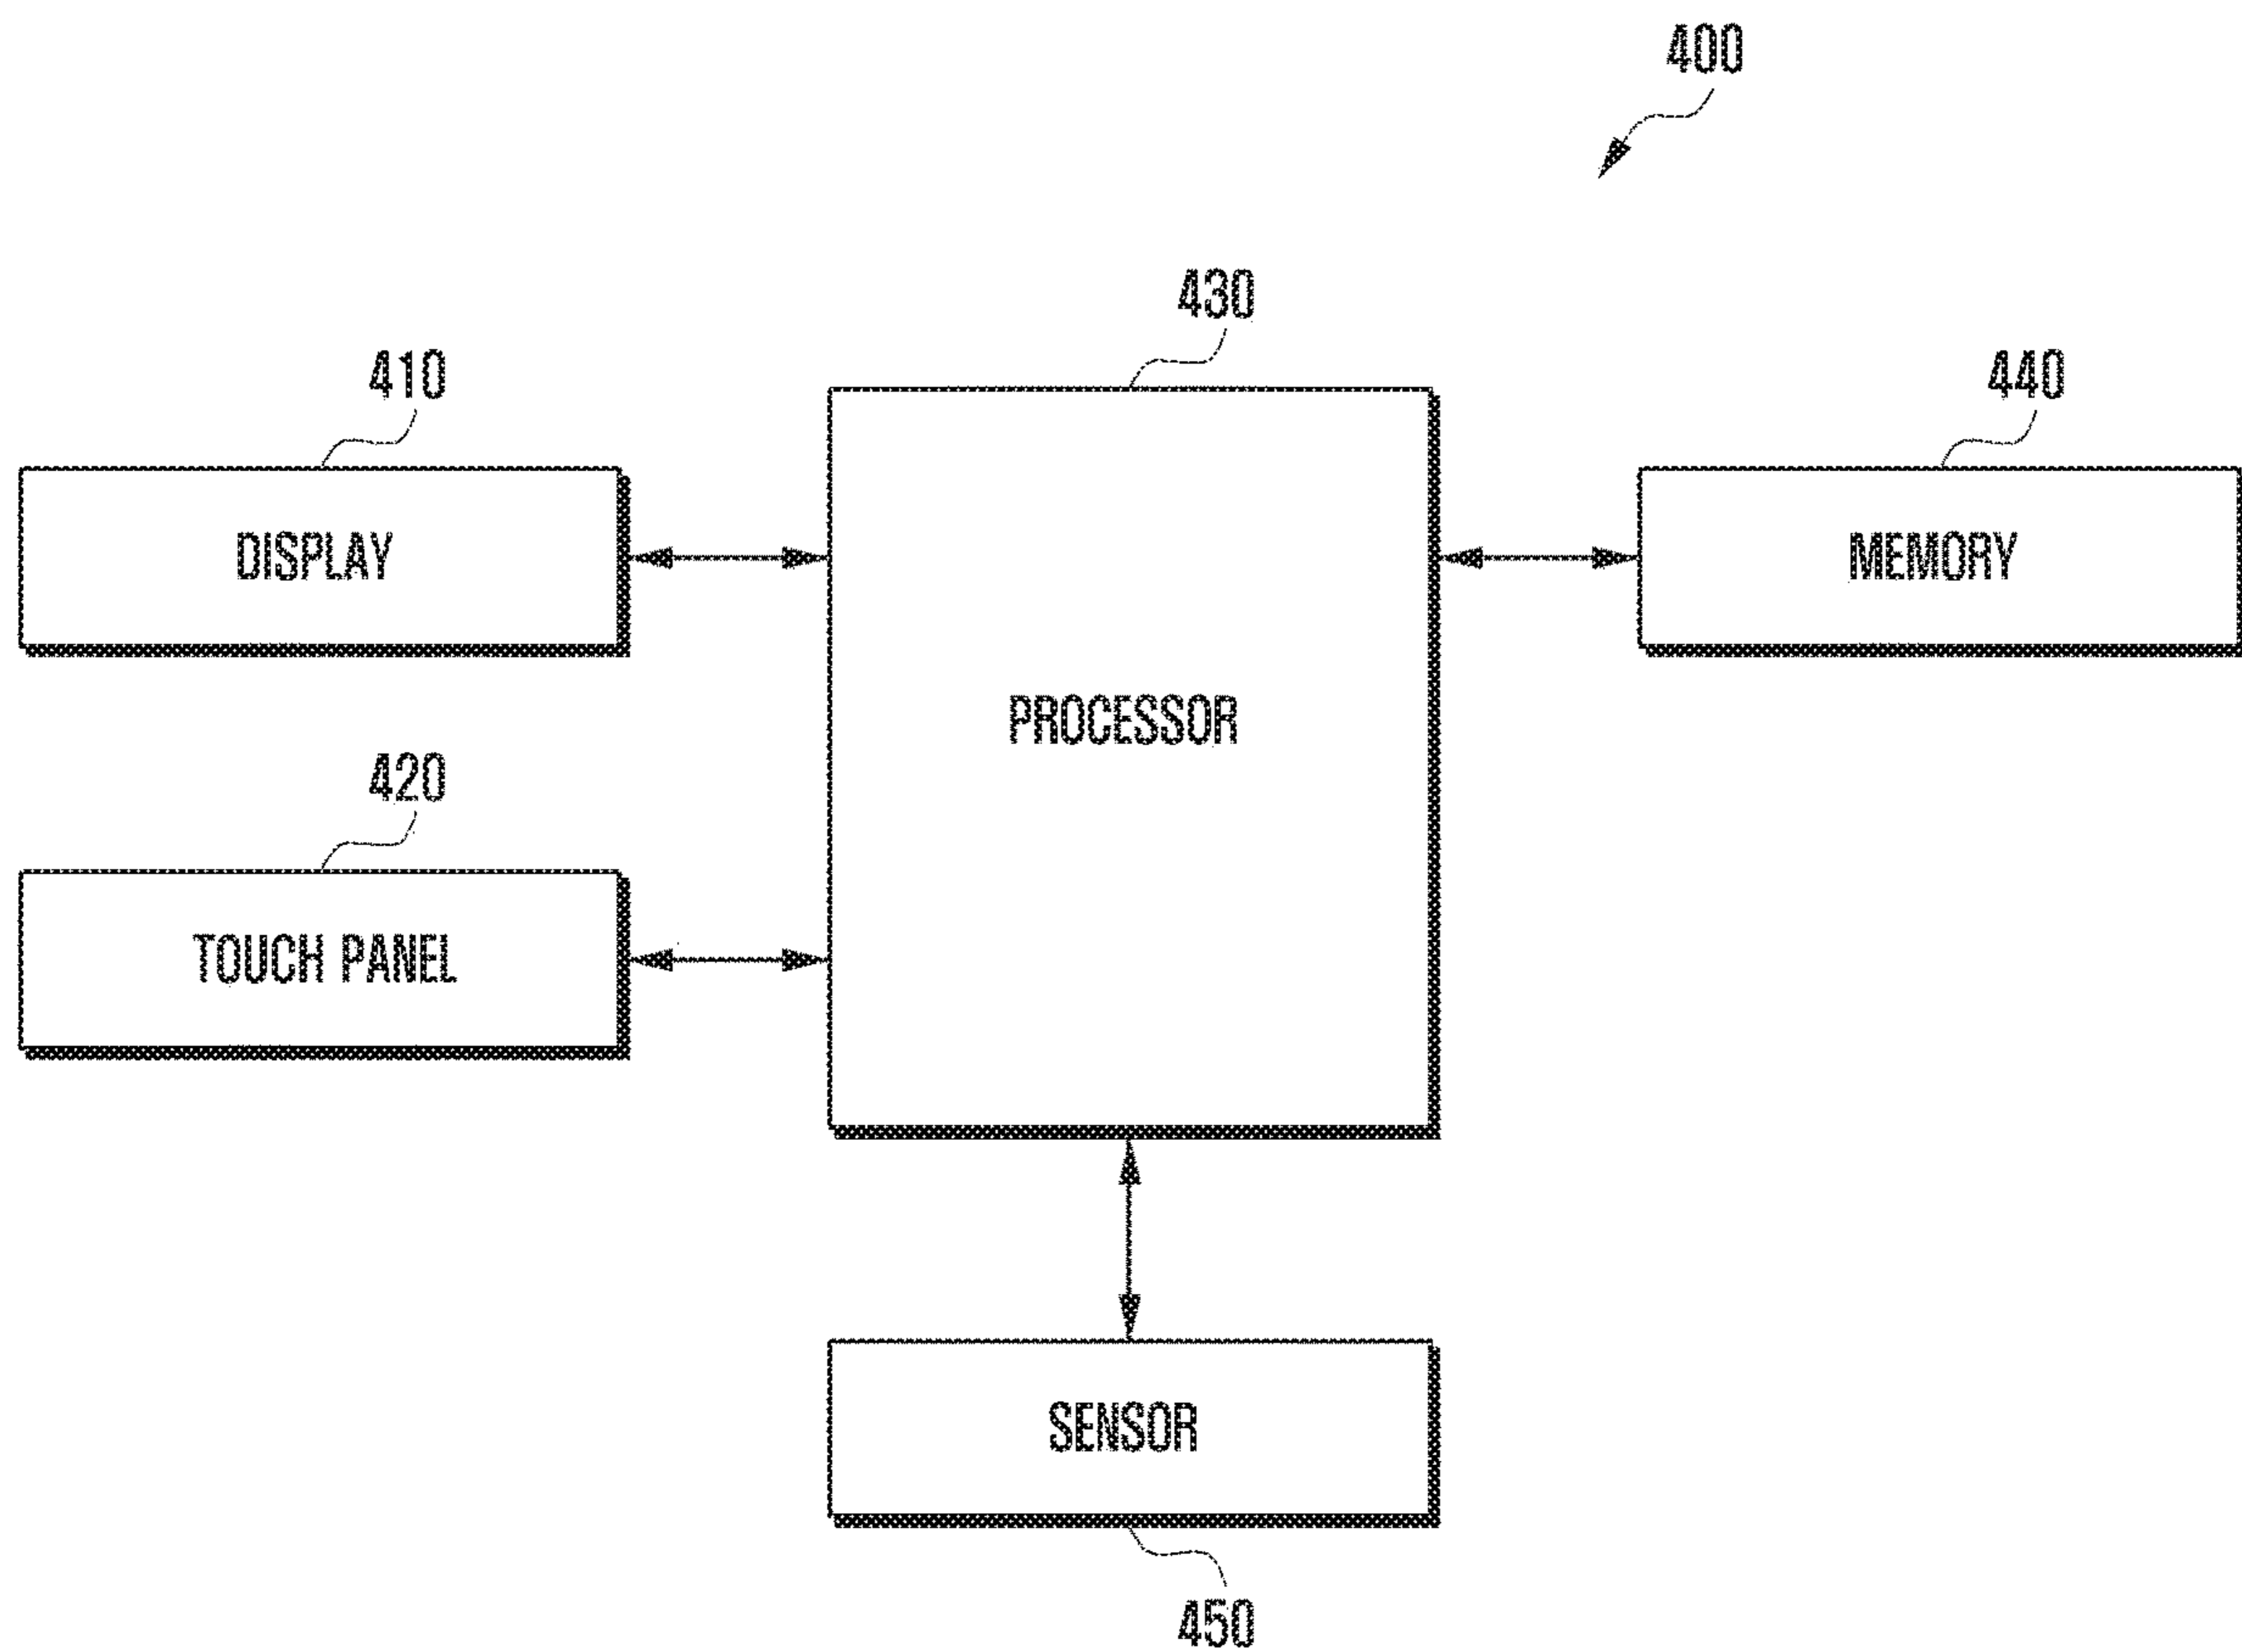 400
430
410
440
DISPLAY
MEMORY
PROCESSOR
420
TOUCH PANEL
SENSOR
450